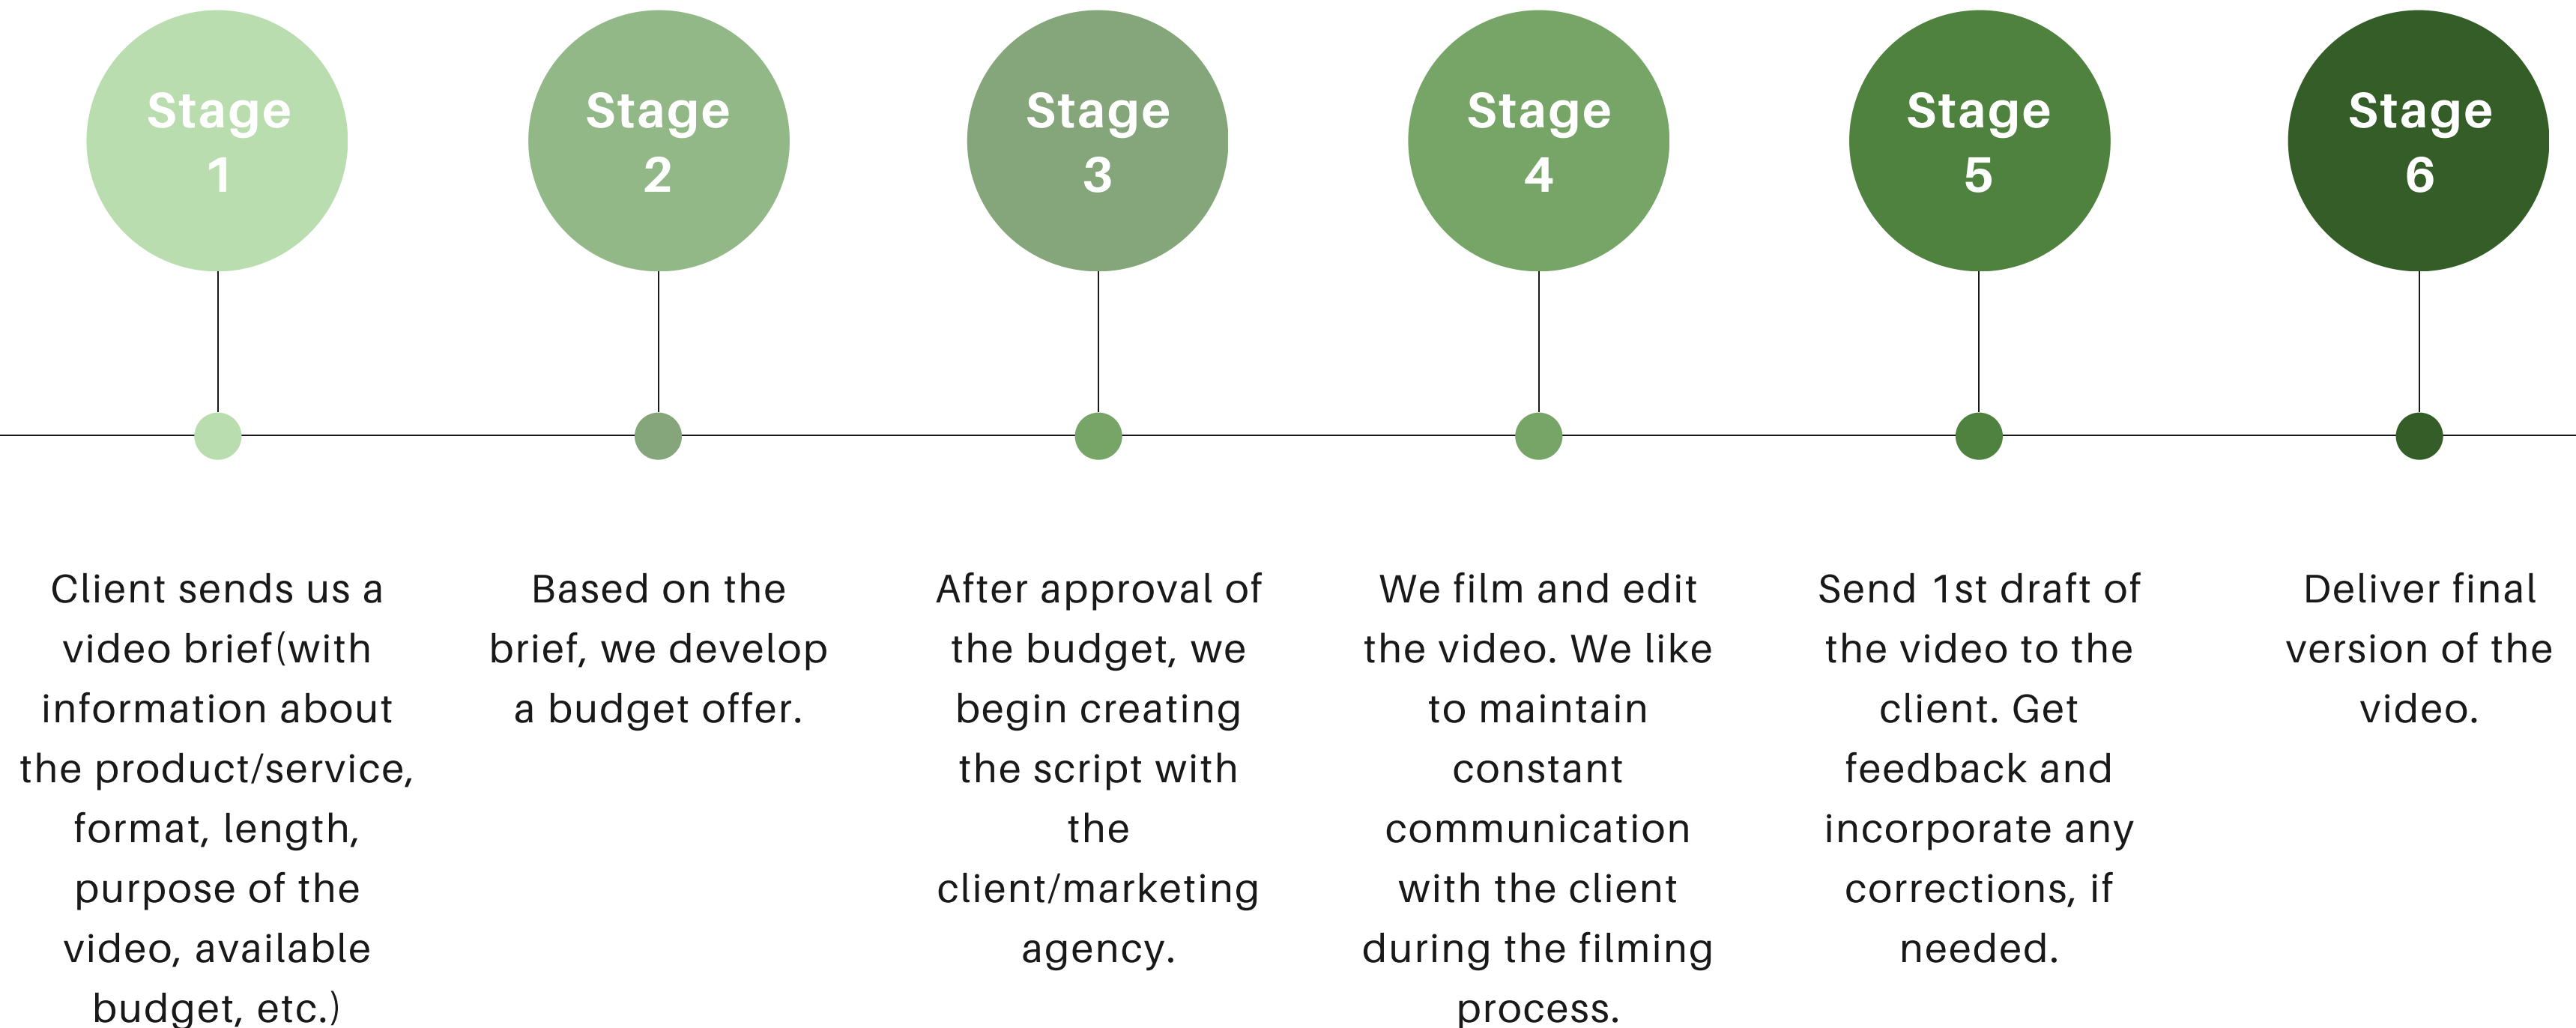 Stage
1
Stage
2
Stage
3
Stage
4
Stage
5
Stage
6
Client sends us a
video brief(with
information about
the product/service,
format, length,
purpose of the
video, available
budget, etc.)
Based on the
brief, we develop
a budget offer.
After approval of
the budget, we
begin creating
the script with
the
client/marketing
agency.
We film and edit
the video. We like
to maintain
constant
communication
with the client
during the filming
process.
Send 1st draft of
the video to the
client. Get
feedback and
incorporate any
corrections, if
needed.
Deliver final
version of the
video.